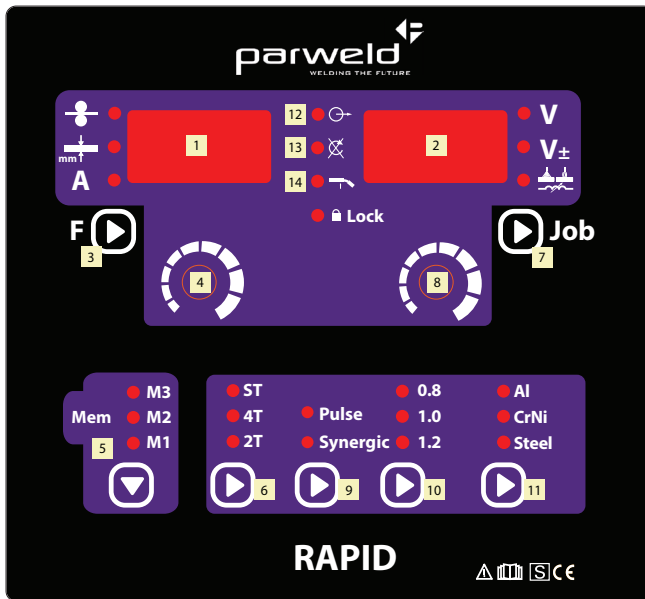 parweld
WELDING THE FUTURE
12
V
1
13
2
mm
V±
14
A
Lock
F
Job
3
7
4
8
M3
ST
0.8
Al
Mem
M2
4T
Pulse
1.0
CrNi
5
M1
2T
Synergic
1.2
Steel
6
9
10
11
RAPID
S CE